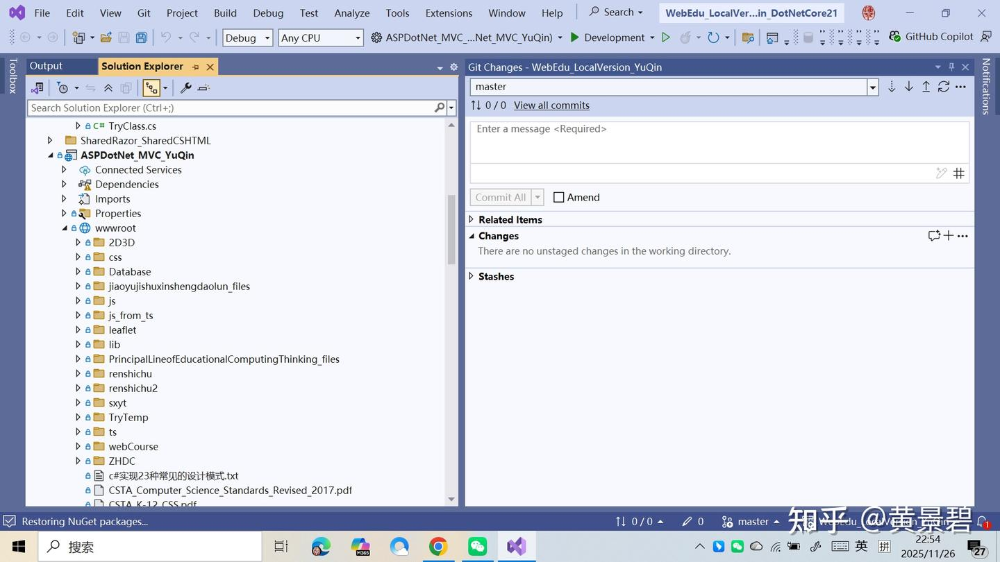 File Edit View Git Project Build Debug Test Analyze Tools Extensions Window Help Search WebEdu_LocalVer...in_DotNetCore21
Debug Any CPU ASPDotNet_MVC_...Net_MVC_YuQin) Development GitHub Copilot
Toolbox
Output Solution Explorer
Search Solution Explorer (Ctrl+;)
C# TryClass.cs
SharedRazor_SharedCSHTML
ASPDotNet_MVC_YuQin
Connected Services
Dependencies
Imports
Properties
wwwroot
2D3D
css
Database
jiaoyujishuxinshengdaolun_files
js
js_from_ts
leaflet
lib
PrincipalLineofEducationalComputingThinking_files
renshichu
renshichu2
sxyt
TryTemp
ts
webCourse
ZHDC
c#实现23种常见的设计模式.txt
CSTA_Computer_Science_Standards_Revised_2017.pdf
CSTA_K-12_CSS.pdf
Git Changes - WebEdu_LocalVersion_YuQin
master
0 / 0 View all commits
Enter a message <Required>
Commit All Amend
Related Items
Changes
There are no unstaged changes in the working directory.
Stashes
Notifications
Restoring NuGet packages... 0 / 0 0 master WebEdu_LocalVersion_YuQin 1
知乎 @黄景碧
搜索 M365 英 拼 22:54
2025/11/26 27